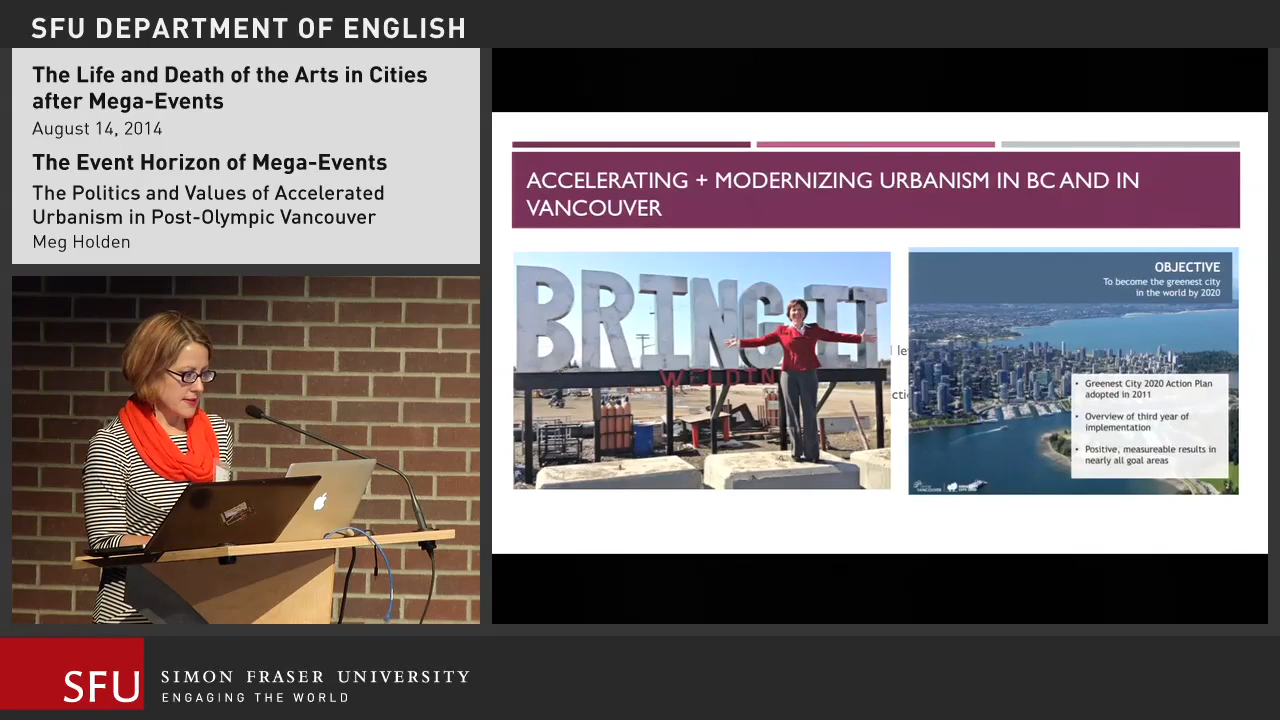 SFU DEPARTMENT OF ENGLISH
The Life and Death of the Arts in Cities
after Mega-Events
August 14, 2014
The Event Horizon of Mega-Events
The Politics and Values of Accelerated
Urbanism in Post-Olympic Vancouver
Meg Holden
ACCELERATING + MODERNIZING URBANISM IN BC AND IN
VANCOUVER
BRING IT
WELDIN
OBJECTIVE
To become the greenest city
in the world by 2020
• Greenest City 2020 Action Plan
adopted in 2011
• Overview of third year of
implementation
• Positive, measureable results in
nearly all goal areas
SFU
SIMON FRASER UNIVERSITY
ENGAGING THE WORLD